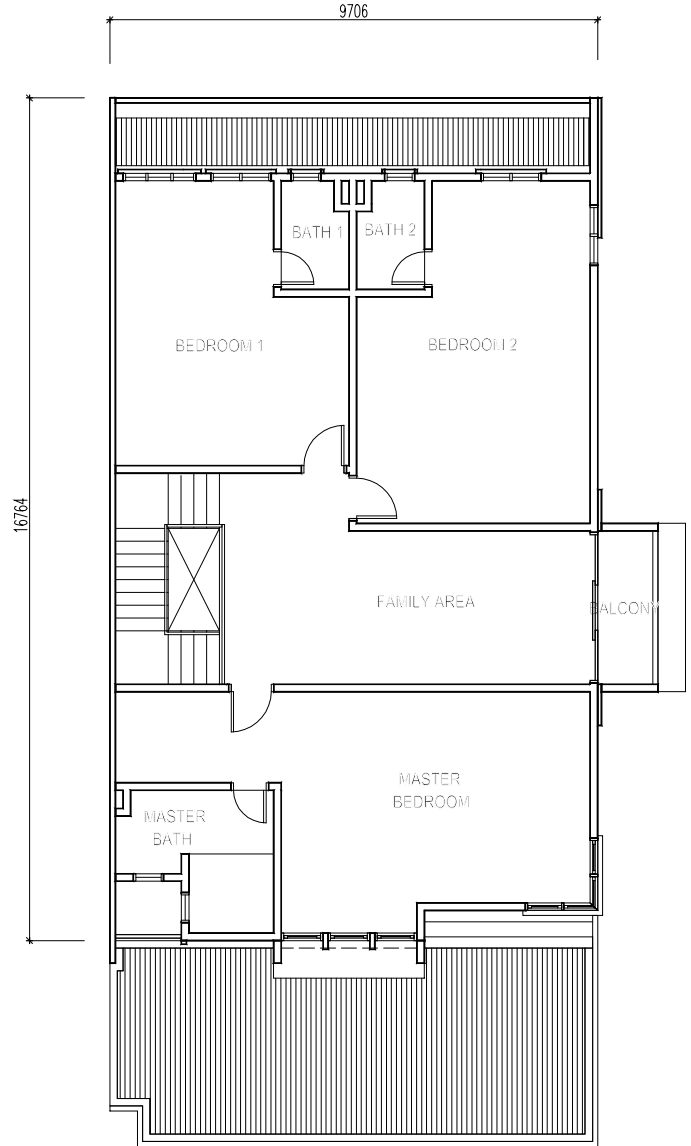 9706
BATH 1
BATH 2
BEDROOM 1
BEDROOM 2
16764
FAMILY AREA
BALCONY
MASTER
BEDROOM
MASTER
BATH